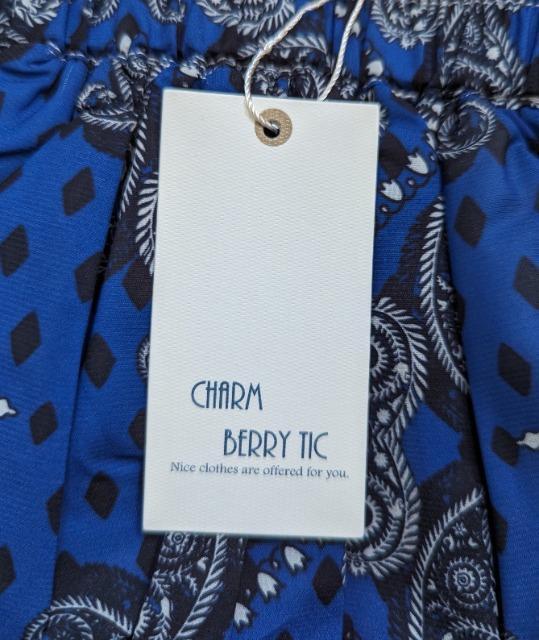 CHARM
BERRY TIC
Nice clothes are offered for you.